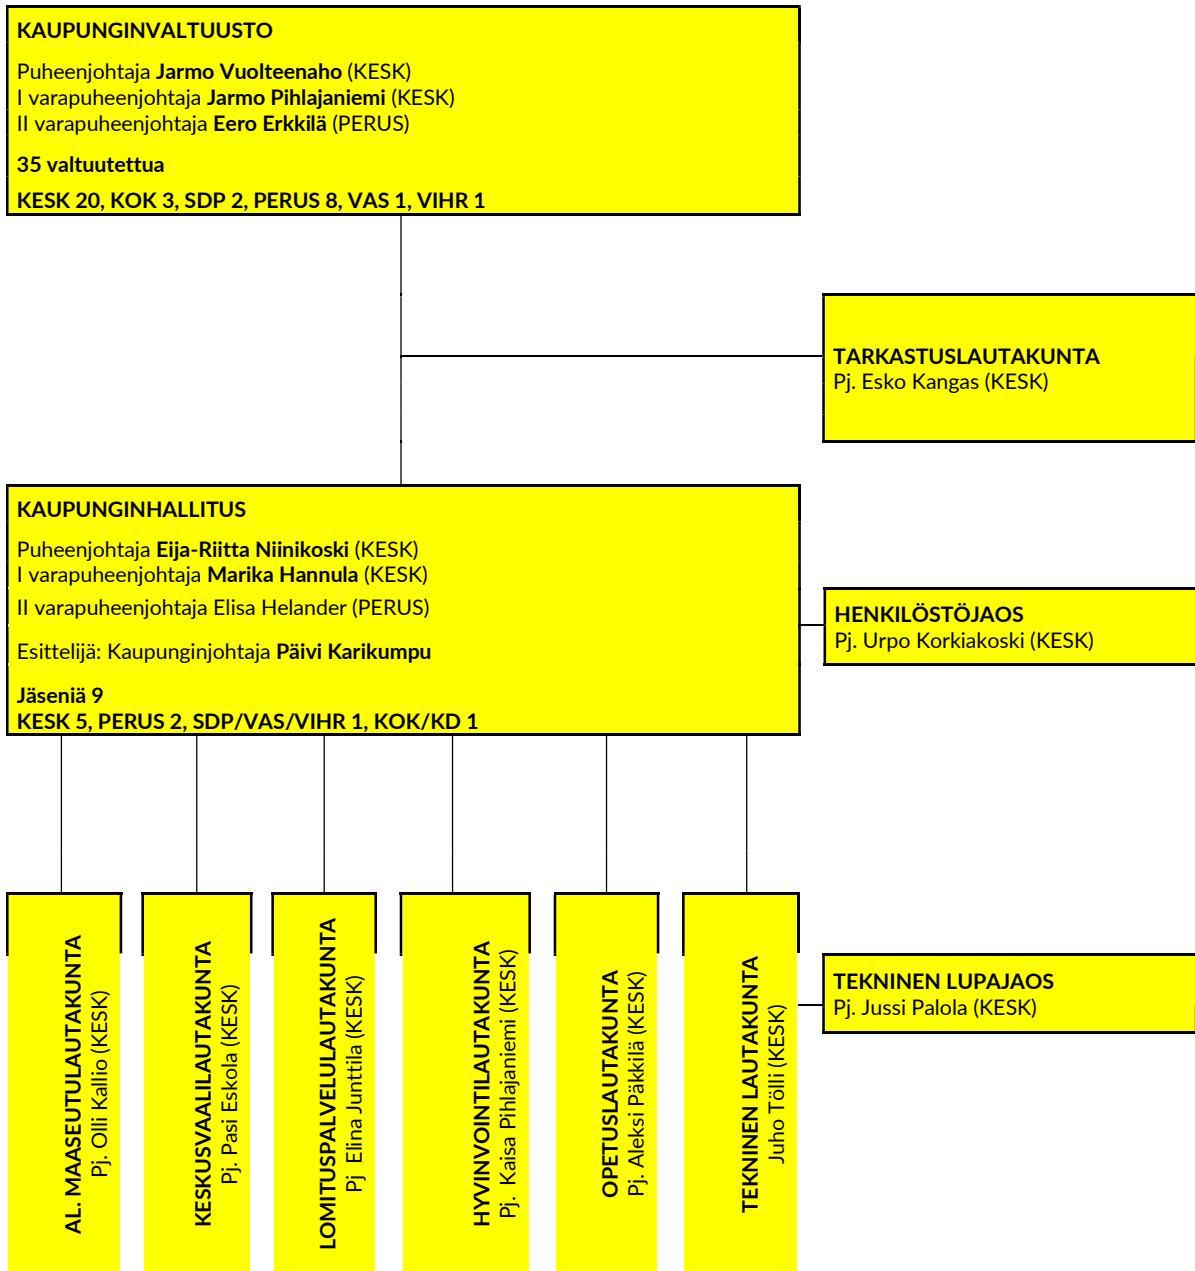 KAUPUNGINVALTUUSTO
Puheenjohtaja Jarmo Vuolteenaho (KESK)
I varapuheenjohtaja Jarmo Pihlajaniemi (KESK)
II varapuheenjohtaja Eero Erkkilä (PERUS)
35 valtuutettua
KESK 20, KOK 3, SDP 2, PERUS 8, VAS 1, VIHR 1
TARKASTUSLAUTAKUNTA
Pj. Esko Kangas (KESK)
KAUPUNGINHALLITUS
Puheenjohtaja Eija-Riitta Niinikoski (KESK)
I varapuheenjohtaja Marika Hannula (KESK)
II varapuheenjohtaja Elisa Helander (PERUS)
Esittelijä: Kaupunginjohtaja Päivi Karikumpu
Jäseniä 9
KESK 5, PERUS 2, SDP/VAS/VIHR 1, KOK/KD 1
HENKILÖSTÖJAOS
Pj. Urpo Korkiakoski (KESK)
AL. MAASEUTULAUTAKUNTA
Pj. Olli Kallio (KESK)
KESKUSVAALILAUTAKUNTA
Pj. Pasi Eskola (KESK)
LOMITUSPALVELULAUTAKUNTA
Pj Elina Junttila (KESK)
HYVINVOINTILAUTAKUNTA
Pj. Kaisa Pihlajaniemi (KESK)
OPETUSLAUTAKUNTA
Pj. Aleksi Päkkilä (KESK)
TEKNINEN LAUTAKUNTA
Juho Tölli (KESK)
TEKNINEN LUPAJAOS
Pj. Jussi Palola (KESK)